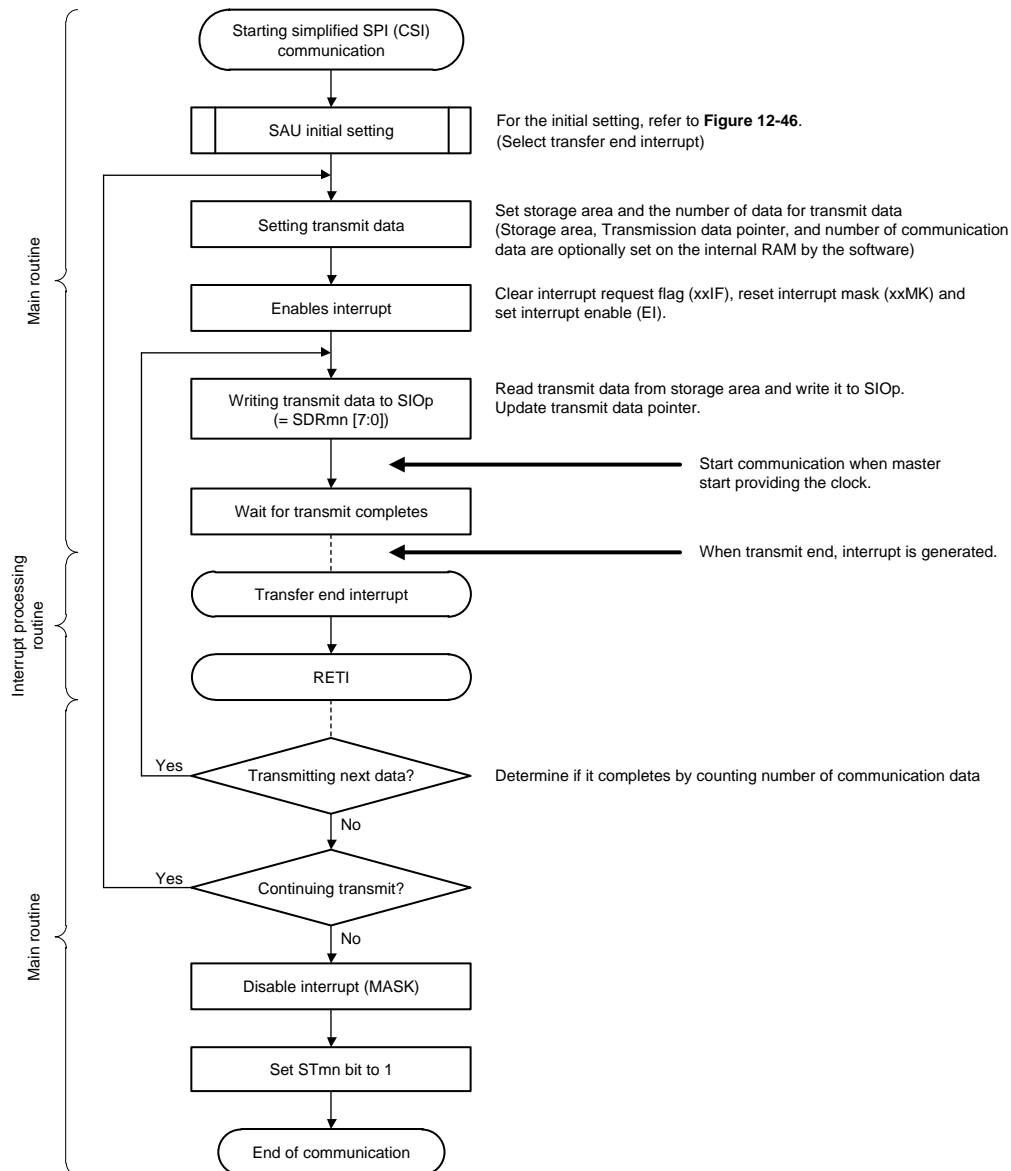 Starting simplified SPI (CSI)
communication
SAU initial setting
For the initial setting, refer to Figure 12-46.
(Select transfer end interrupt)
Setting transmit data
Set storage area and the number of data for transmit data
(Storage area, Transmission data pointer, and number of communication
data are optionally set on the internal RAM by the software)
Main routine
Enables interrupt
Clear interrupt request flag (xxIF), reset interrupt mask (xxMK) and
set interrupt enable (EI).
Writing transmit data to SIOp
(= SDRmn [7:0])
Read transmit data from storage area and write it to SIOp.
Update transmit data pointer.
Start communication when master
start providing the clock.
Wait for transmit completes
When transmit end, interrupt is generated.
Interrupt processing
routine
Transfer end interrupt
RETI
Yes
Transmitting next data?
Determine if it completes by counting number of communication data
No
Yes
Continuing transmit?
No
Main routine
Disable interrupt (MASK)
Set STmn bit to 1
End of communication